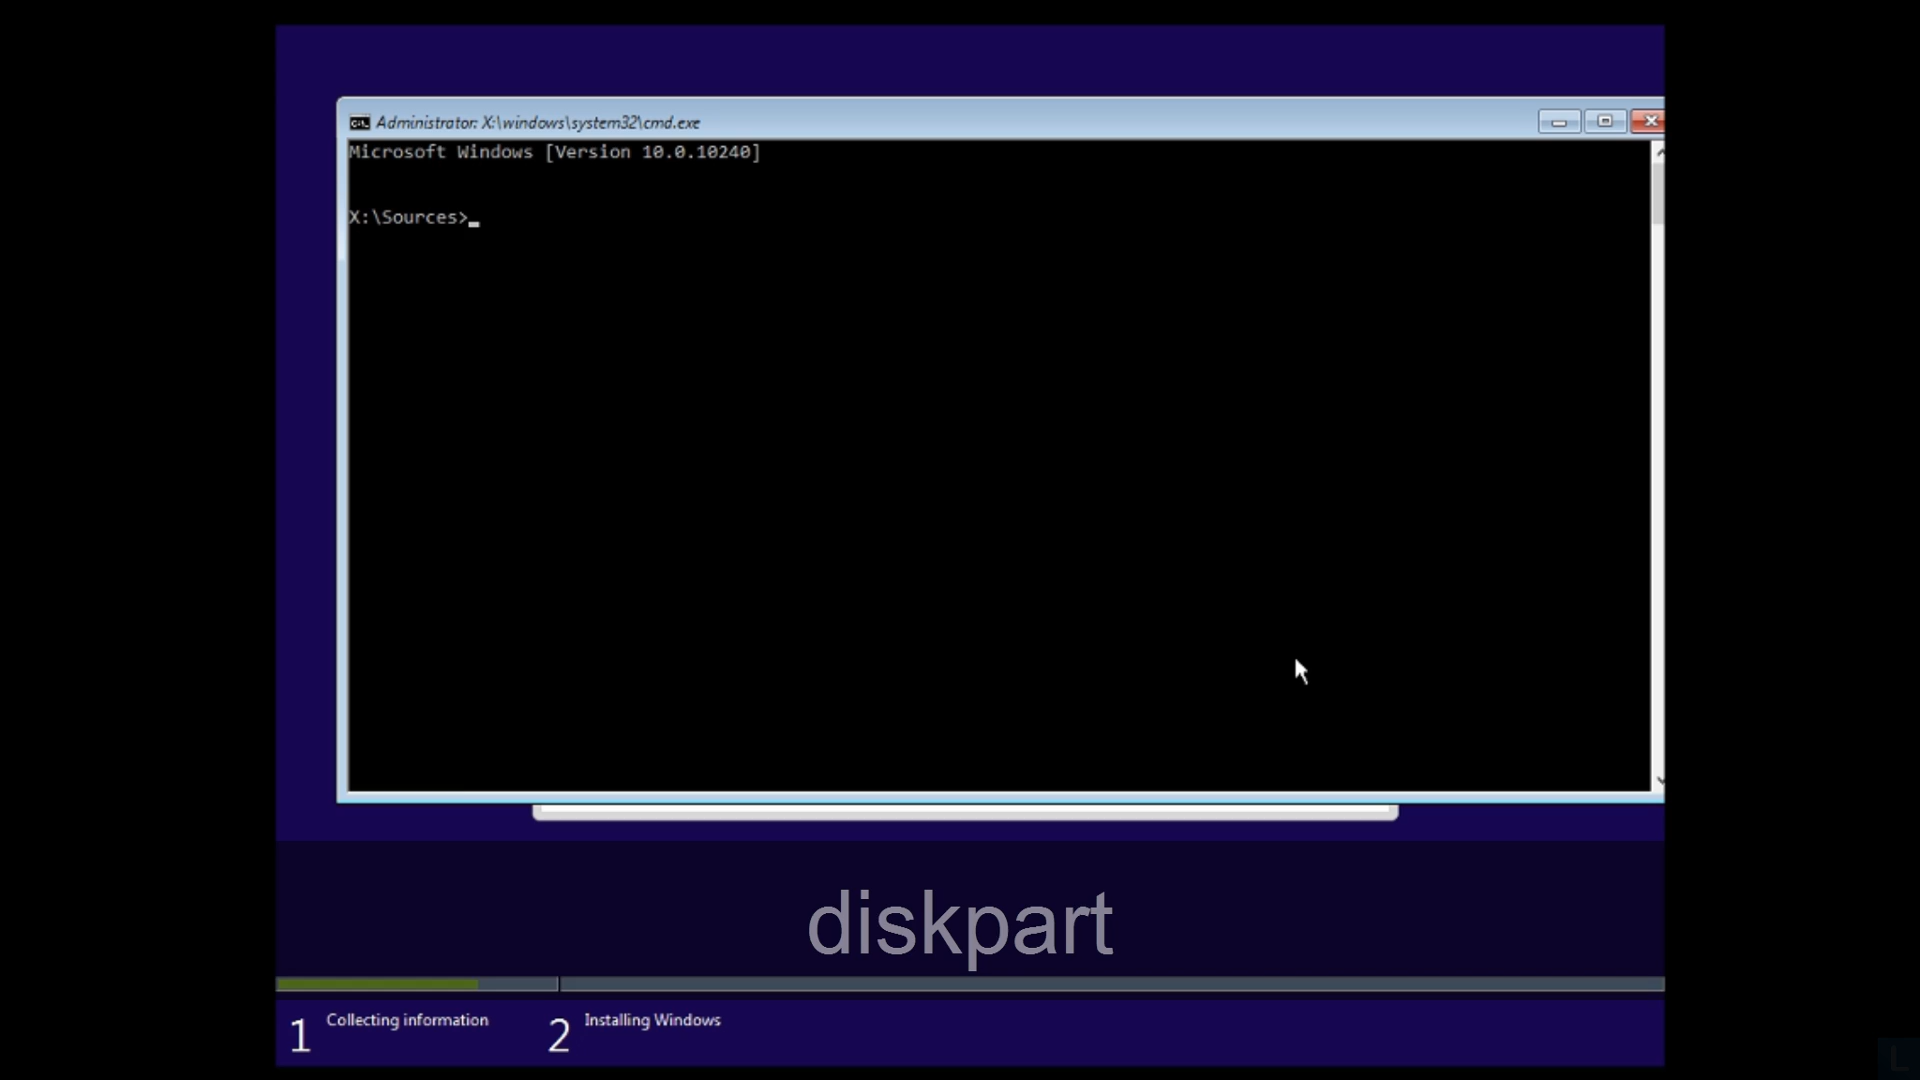 Administrator: X:\windows\system32\cmd.exe
Microsoft Windows [Version 10.0.10240]
X:\Sources>_
diskpart
1 Collecting information 2 Installing Windows
L